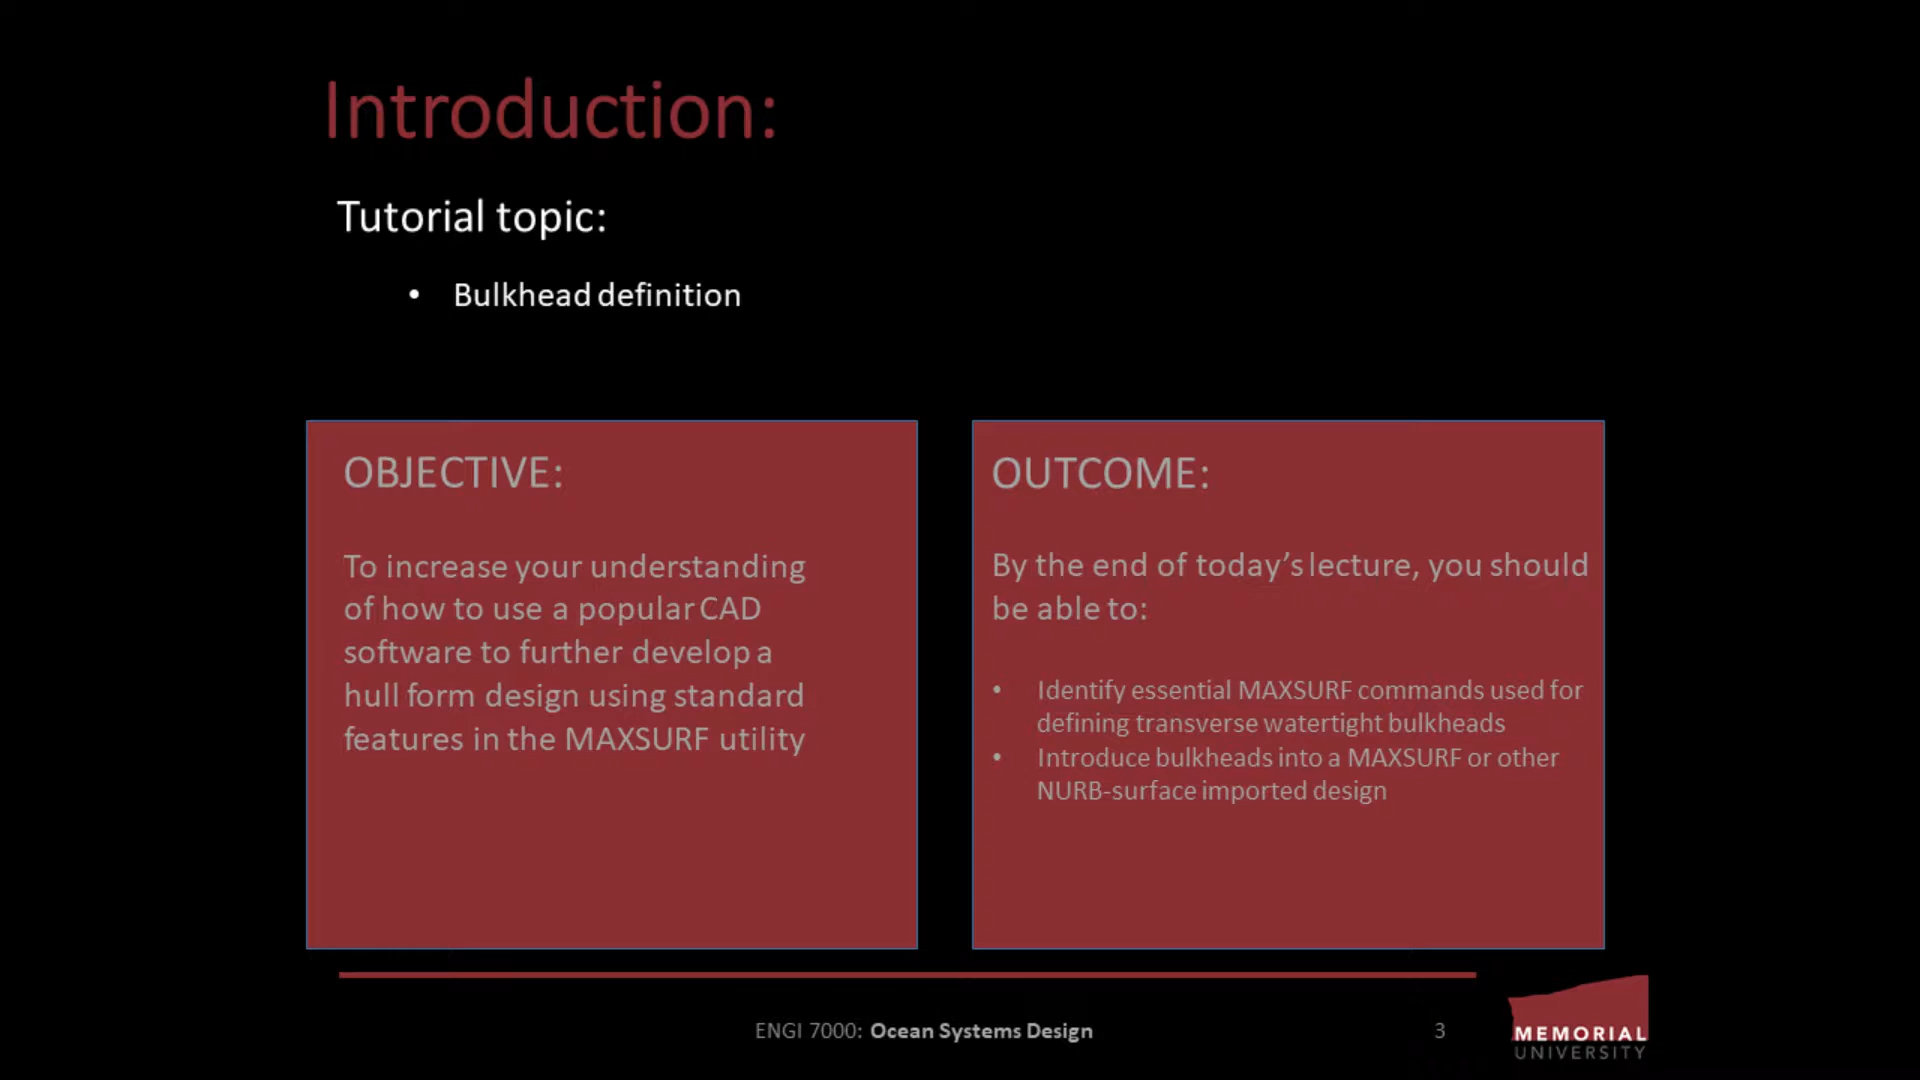 Introduction:
Tutorial topic:
• Bulkhead definition
OBJECTIVE:
To increase your understanding
of how to use a popular CAD
software to further develop a
hull form design using standard
features in the MAXSURF utility
OUTCOME:
By the end of today’s lecture, you should
be able to:
• Identify essential MAXSURF commands used for
defining transverse watertight bulkheads
• Introduce bulkheads into a MAXSURF or other
NURB-surface imported design
ENGI 7000: Ocean Systems Design
3
MEMORIAL
UNIVERSITY